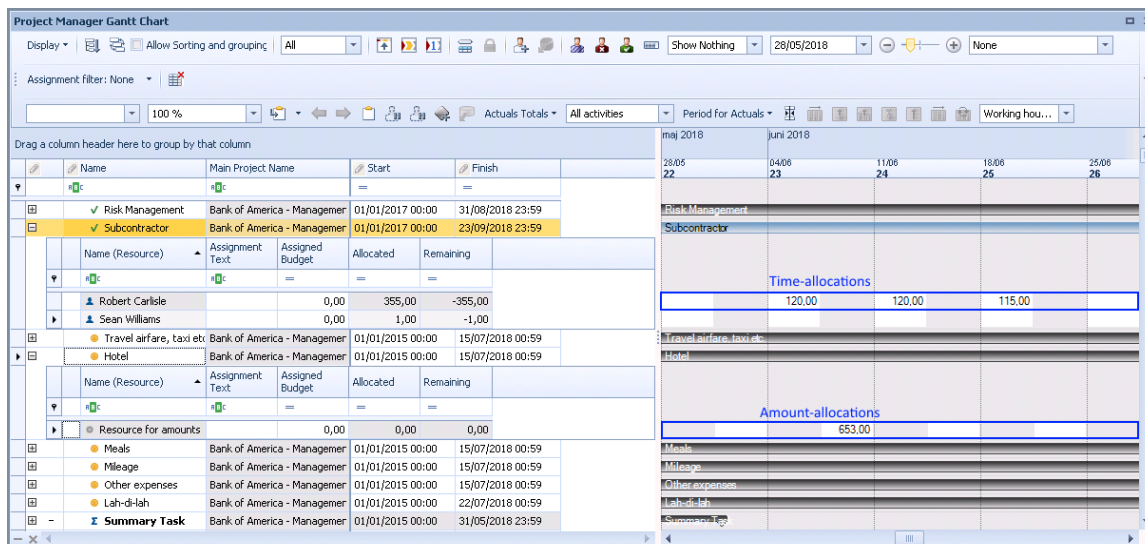 Project Manager Gantt Chart
Display Allow Sorting and grouping All Show Nothing 28/05/2018 None
Assignment filter: None
100 % Actuals Totals All activities Period for Actuals Working hou...
maj 2018 juni 2018
Drag a column header here to group by that column
28/05 04/06 11/06 18/06 25/06
Name Main Project Name Start Finish 22 23 24 25 26
ABC ABC = =
Risk Management Bank of America - Managemer 01/01/2017 00:00 31/08/2018 23:59 Risk Management
Subcontractor Bank of America - Managemer 01/01/2017 00:00 23/09/2018 23:59 Subcontractor
Name (Resource) Assignment Text Assigned Budget Allocated Remaining
ABC ABC = = = Time-allocations
Robert Carlisle 0,00 355,00 -355,00 120,00 120,00 115,00
Sean Williams 0,00 1,00 -1,00
Travel airfare, taxi etc Bank of America - Managemer 01/01/2015 00:00 15/07/2018 00:59 Travel airfare, taxi etc
Hotel Bank of America - Managemer 01/01/2015 00:00 15/07/2018 00:59 Hotel
Name (Resource) Assignment Text Assigned Budget Allocated Remaining
ABC ABC = = = Amount-allocations
Resource for amounts 0,00 0,00 0,00 653,00
Meals Bank of America - Managemer 01/01/2015 00:00 15/07/2018 00:59 Meals
Mileage Bank of America - Managemer 01/01/2015 00:00 15/07/2018 00:59 Mileage
Other expenses Bank of America - Managemer 01/01/2015 00:00 15/07/2018 00:59 Other expenses
Lah-di-lah Bank of America - Managemer 01/01/2015 00:00 22/07/2018 00:59 Lah-di-lah
Σ Summary Task Bank of America - Managemer 01/01/2015 00:00 31/05/2018 23:59 Summary Task